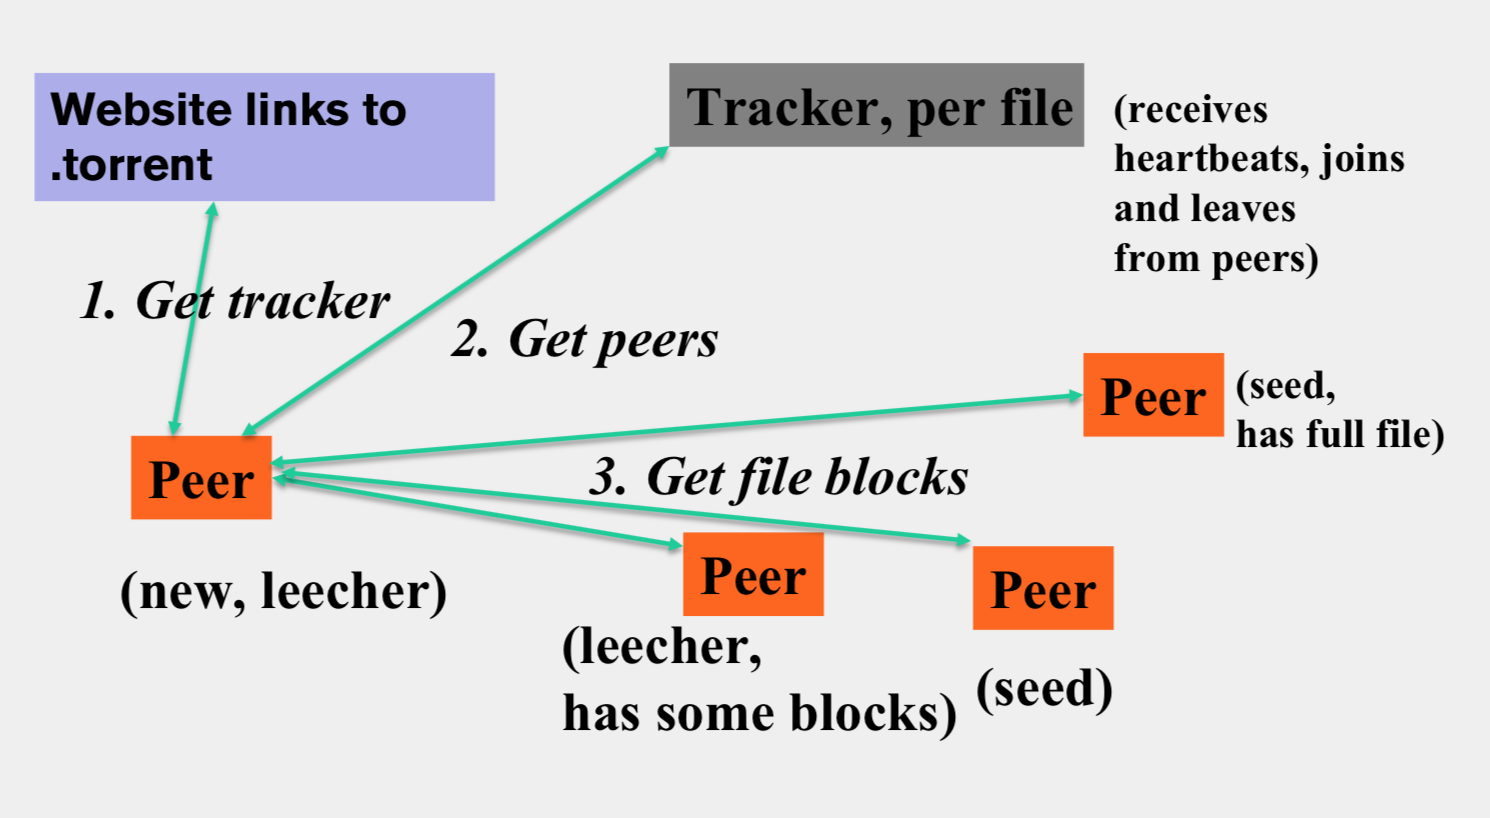 Website links to
.torrent
Tracker, per file
(receives
heartbeats, joins
and leaves
from peers)
1. Get tracker
2. Get peers
Peer
(seed,
has full file)
Peer
(new, leecher)
3. Get file blocks
Peer
(leecher,
has some blocks)
Peer
(seed)